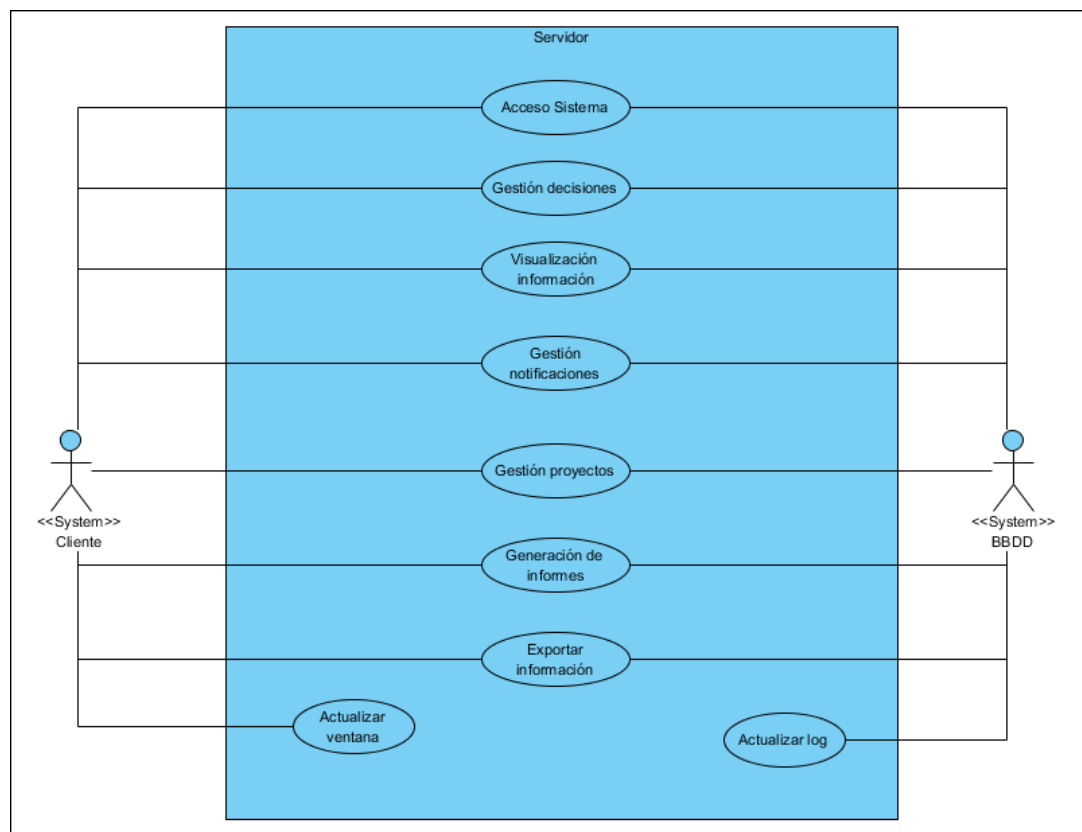 Servidor
Acceso Sistema
Gestión decisiones
Visualización
información
Gestión
notificaciones
Gestión proyectos
<<System>>
Cliente
<<System>>
BBDD
Generación de
informes
Exportar
información
Actualizar
ventana
Actualizar log